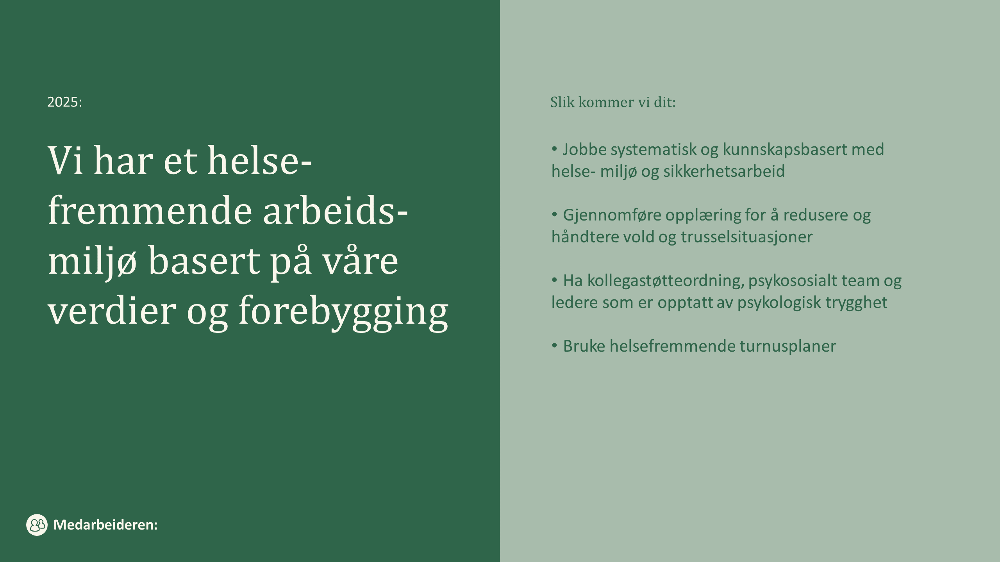 2025:
Vi har et helse-
fremmende arbeids-
miljø basert på våre
verdier og forebygging
Medarbeideren:
Slik kommer vi dit:
• Jobbe systematisk og kunnskapsbasert med
helse- miljø og sikkerhetsarbeid
• Gjennomføre opplæring for å redusere og
håndtere vold og trusselsituasjoner
• Ha kollegastøtteordning, psykososialt team og
ledere som er opptatt av psykologisk trygghet
• Bruke helsefremmende turnusplaner